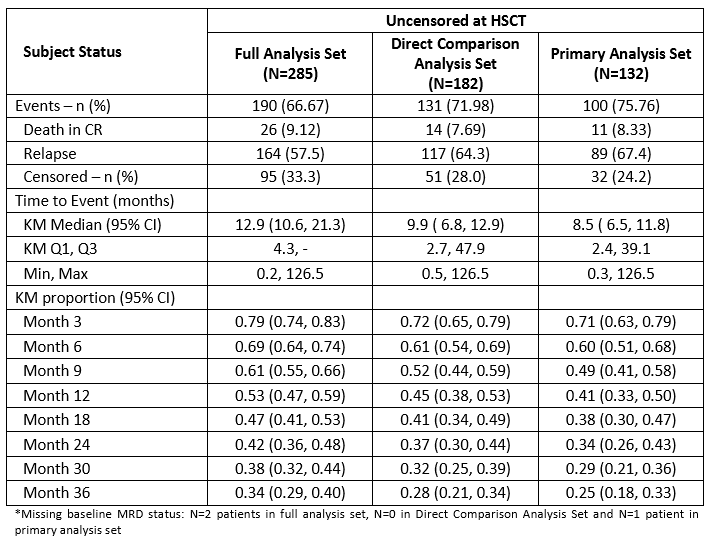 Subject Status
Uncensored at HSCT
Full Analysis Set
(N=285)
Direct Comparison
Analysis Set
(N=182)
Primary Analysis Set
(N=132)
Events – n (%) 190 (66.67) 131 (71.98) 100 (75.76)
Death in CR 26 (9.12) 14 (7.69) 11 (8.33)
Relapse 164 (57.5) 117 (64.3) 89 (67.4)
Censored – n (%) 95 (33.3) 51 (28.0) 32 (24.2)
Time to Event (months)
KM Median (95% CI) 12.9 (10.6, 21.3) 9.9 ( 6.8, 12.9) 8.5 ( 6.5, 11.8)
KM Q1, Q3 4.3, - 2.7, 47.9 2.4, 39.1
Min, Max 0.2, 126.5 0.5, 126.5 0.3, 126.5
KM proportion (95% CI)
Month 3 0.79 (0.74, 0.83) 0.72 (0.65, 0.79) 0.71 (0.63, 0.79)
Month 6 0.69 (0.64, 0.74) 0.61 (0.54, 0.69) 0.60 (0.51, 0.68)
Month 9 0.61 (0.55, 0.66) 0.52 (0.44, 0.59) 0.49 (0.41, 0.58)
Month 12 0.53 (0.47, 0.59) 0.45 (0.38, 0.53) 0.41 (0.33, 0.50)
Month 18 0.47 (0.41, 0.53) 0.41 (0.34, 0.49) 0.38 (0.30, 0.47)
Month 24 0.42 (0.36, 0.48) 0.37 (0.30, 0.44) 0.34 (0.26, 0.43)
Month 30 0.38 (0.32, 0.44) 0.32 (0.25, 0.39) 0.29 (0.21, 0.36)
Month 36 0.34 (0.29, 0.40) 0.28 (0.21, 0.34) 0.25 (0.18, 0.33)
*Missing baseline MRD status: N=2 patients in full analysis set, N=0 in Direct Comparison Analysis Set and N=1 patient in
primary analysis set